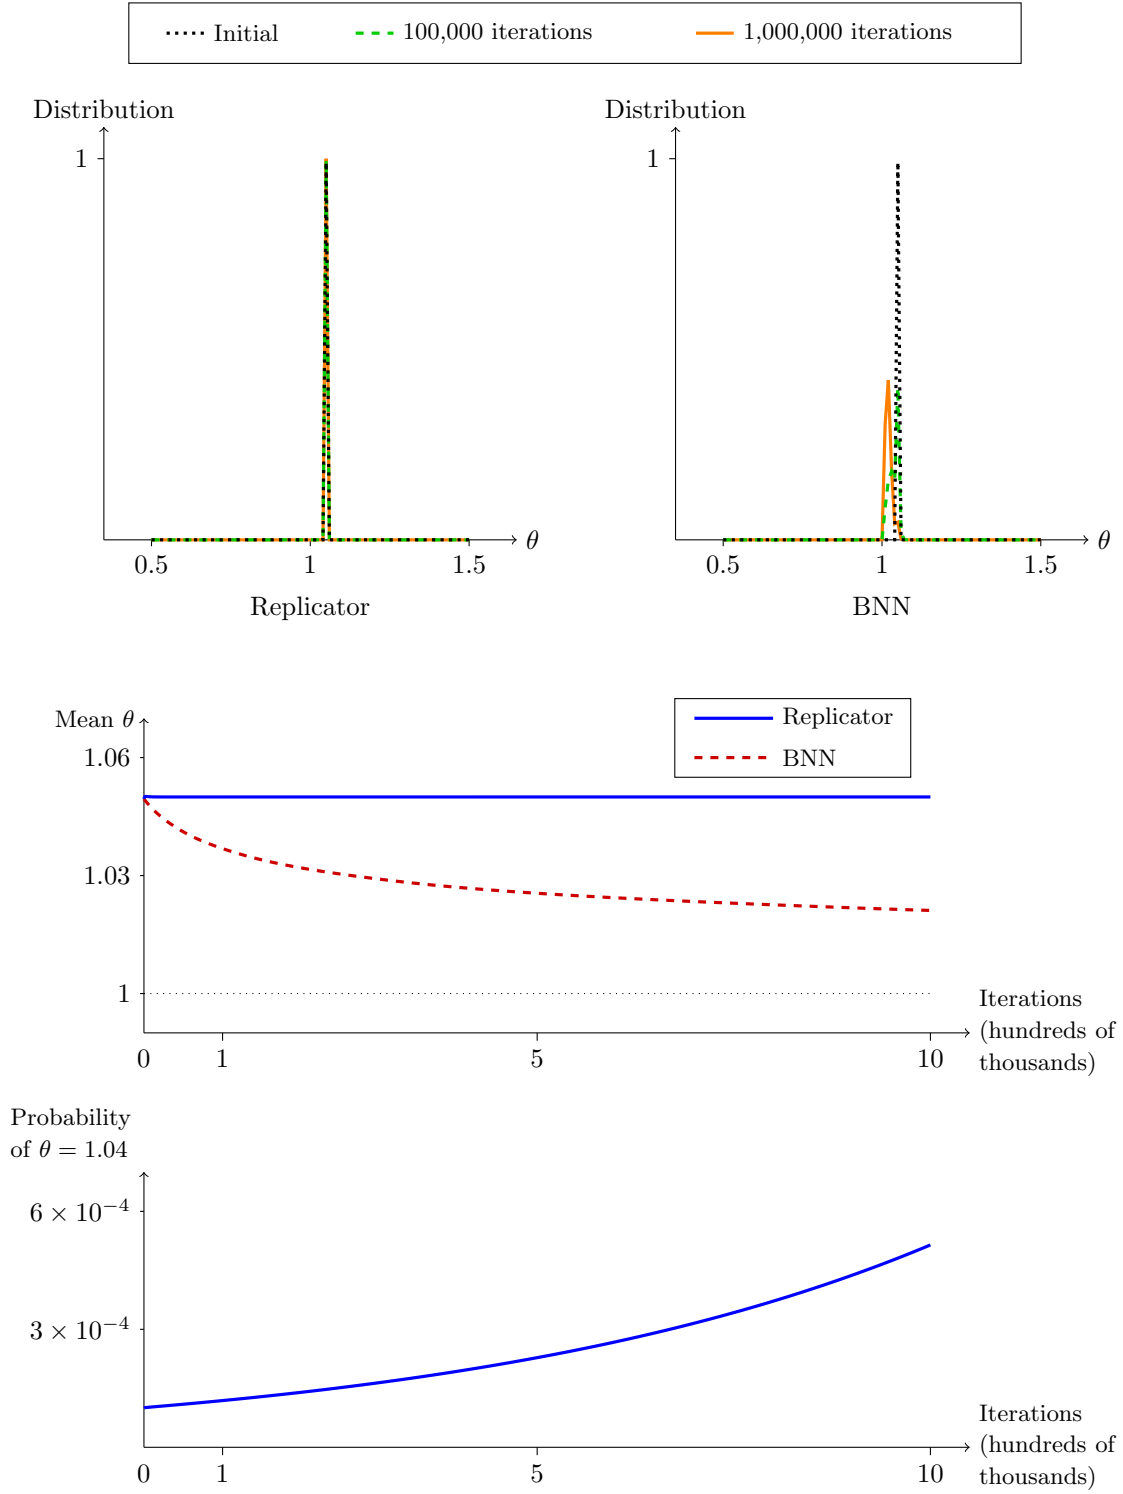 Initial 100,000 iterations 1,000,000 iterations
Distribution Distribution
1 1
θ θ
0.5 1 1.5 0.5 1 1.5
Replicator BNN
Mean θ
Replicator
BNN
1.06
1.03
1
Iterations
(hundreds of
thousands)
0 1 5 10
Probability
of θ = 1.04
6 × 10⁻⁴
3 × 10⁻⁴
Iterations
(hundreds of
thousands)
0 1 5 10